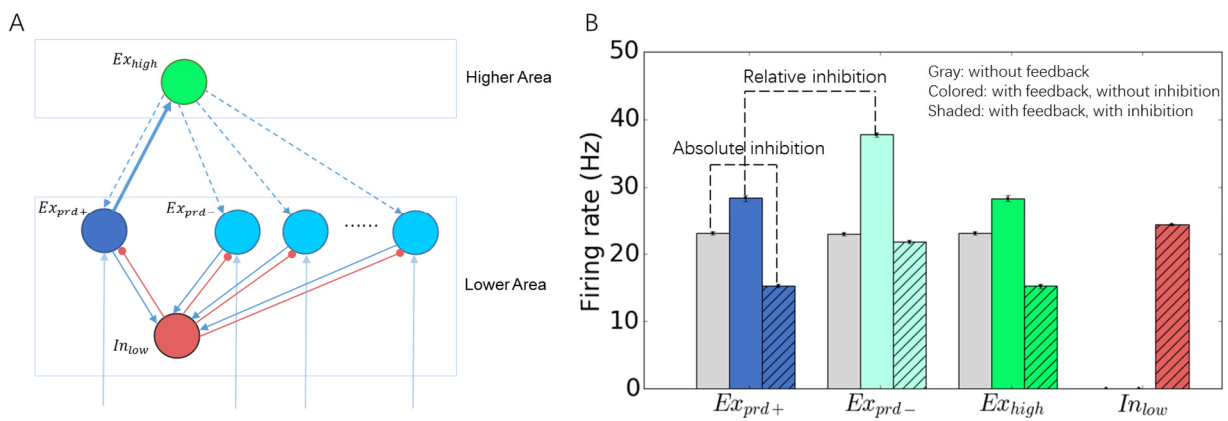 A
Ex_high
Higher Area
Ex_prd+
Ex_prd−
......
Lower Area
In_low
B
50
40
30
20
10
0
Firing rate (Hz)
Relative inhibition
Absolute inhibition
Gray: without feedback
Colored: with feedback, without inhibition
Shaded: with feedback, with inhibition
Ex_prd+
Ex_prd−
Ex_high
In_low